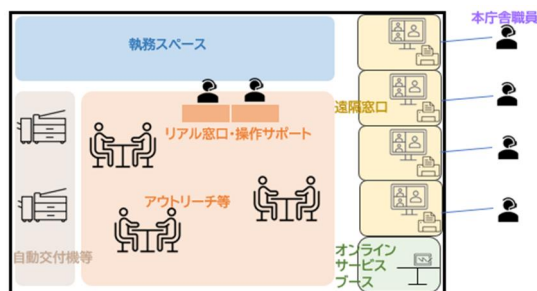 本庁舎職員
執務スペース
遠隔窓口
リアル窓口・操作サポート
アウトリーチ等
自動交付機等
オンライン
サービス
ブース